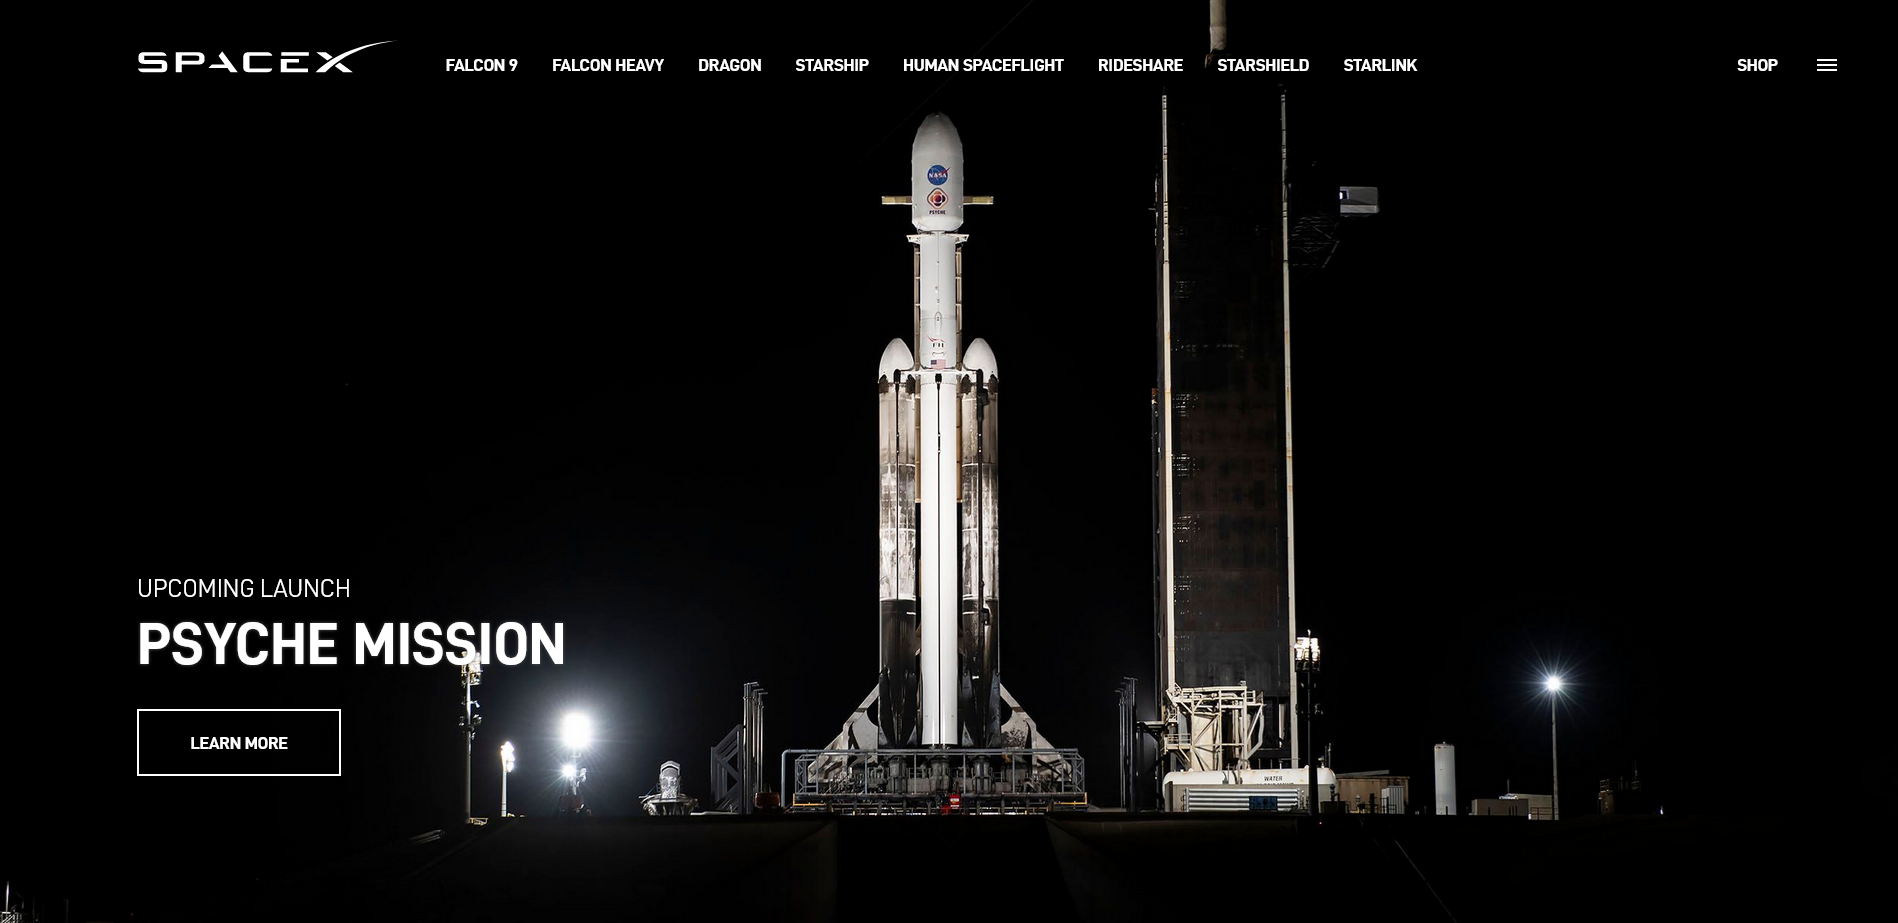 SPACEX
FALCON 9
FALCON HEAVY
DRAGON
STARSHIP
HUMAN SPACEFLIGHT
RIDESHARE
STARSHIELD
STARLINK
SHOP
NASA
PSYCHE
FH
UPCOMING LAUNCH
PSYCHE MISSION
LEARN MORE
WATER